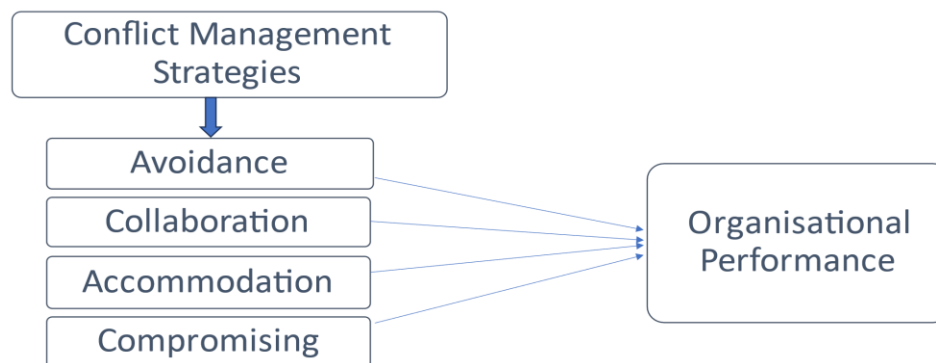 Conflict Management
Strategies
Avoidance
Collaboration
Accommodation
Compromising
Organisational
Performance